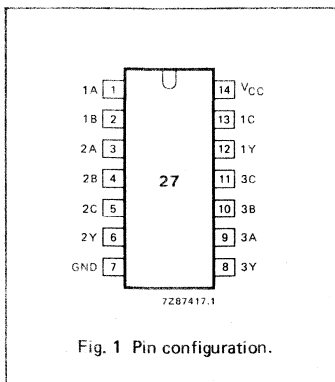 1A 1 14 VCC
1B 2 13 1C
2A 3 12 1Y
2B 4 27 11 3C
2C 5 10 3B
2Y 6 9 3A
GND 7 8 3Y
7Z87417.1
Fig. 1 Pin configuration.